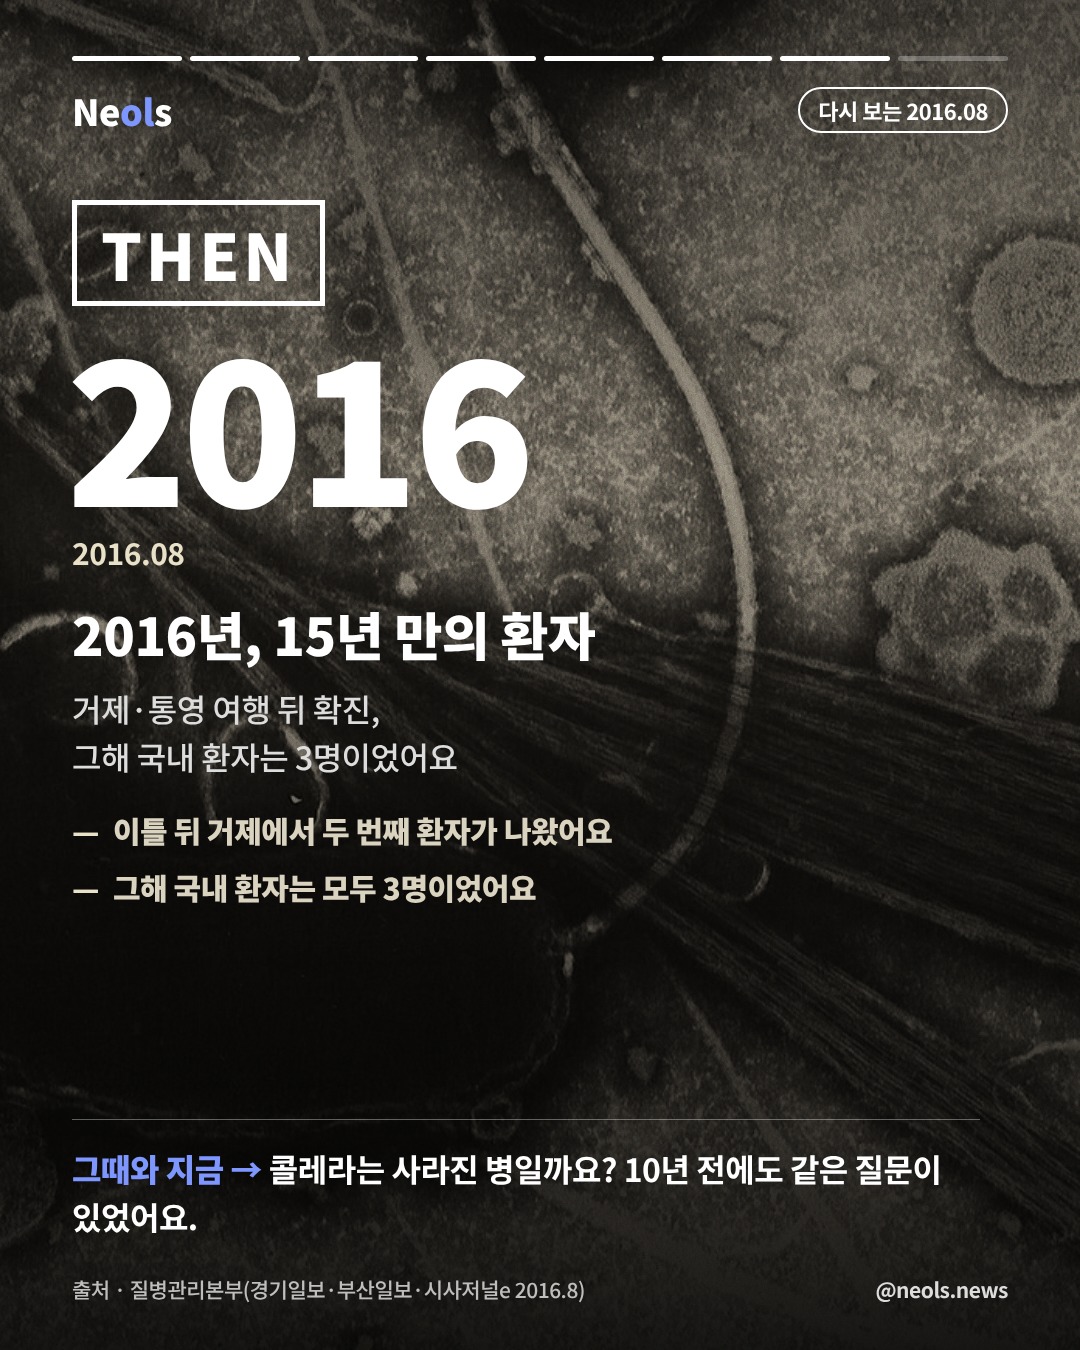 Neols
다시 보는 2016.08
THEN
2016
2016.08
2016년, 15년 만의 환자
거제·통영 여행 뒤 확진,
그해 국내 환자는 3명이었어요
— 이틀 뒤 거제에서 두 번째 환자가 나왔어요
— 그해 국내 환자는 모두 3명이었어요
그때와 지금 → 콜레라는 사라진 병일까요? 10년 전에도 같은 질문이
있었어요.
출처 · 질병관리본부(경기일보·부산일보·시사저널e 2016.8)
@neols.news